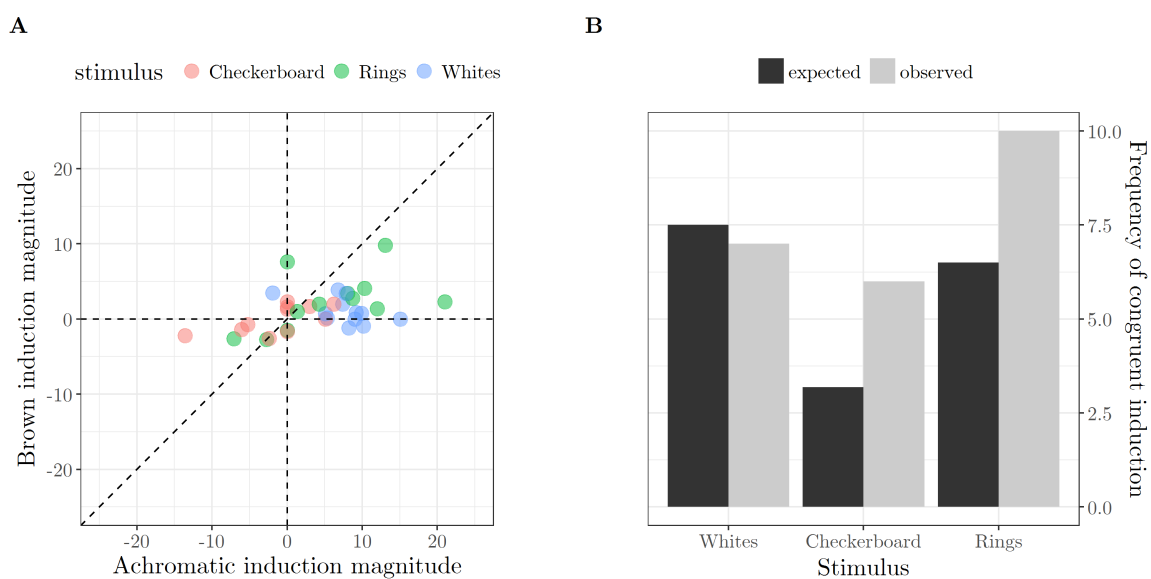 A
stimulus Checkerboard Rings Whites
Brown induction magnitude
20
10
0
-10
-20
-20 -10 0 10 20
Achromatic induction magnitude
B
expected observed
10.0
7.5
5.0
2.5
0.0
Frequency of congruent induction
Whites Checkerboard Rings
Stimulus